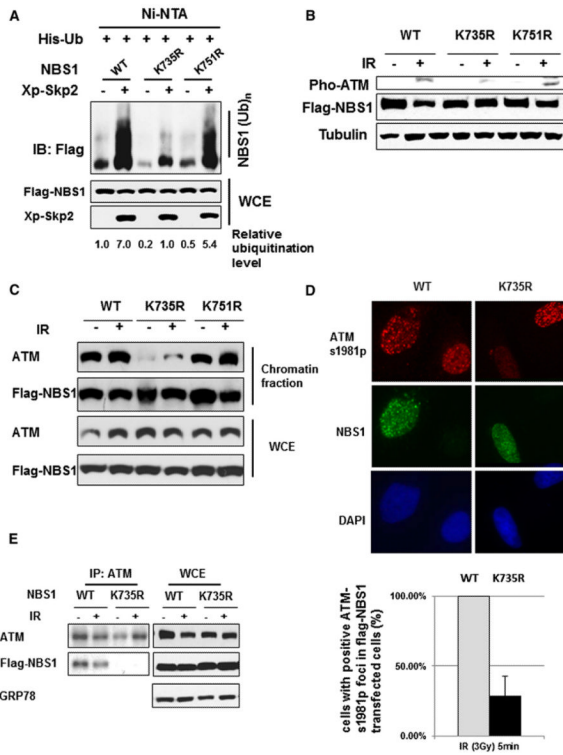 A
Ni-NTA
His-Ub + + + + + +
NBS1 WT K735R K751R
Xp-Skp2 - + - + - +
IB: Flag
NBS1 (Ub)n
Flag-NBS1
Xp-Skp2
WCE
1.0 7.0 0.2 1.0 0.5 5.4
Relative
ubiquitination
level
B
WT K735R K751R
IR - + - + - +
Pho-ATM
Flag-NBS1
Tubulin
C
WT K735R K751R
IR - + - + - +
ATM
Flag-NBS1
Chromatin
fraction
ATM
Flag-NBS1
WCE
D
WT K735R
ATM
s1981p
NBS1
DAPI
WT K735R
100.00%
50.00%
0.00%
cells with positive ATM-
s1981p foci in flag-NBS1
transfected cells (%)
IR (3Gy) 5min
E
IP: ATM WCE
NBS1 WT K735R WT K735R
IR - + - + - + - +
ATM
Flag-NBS1
GRP78